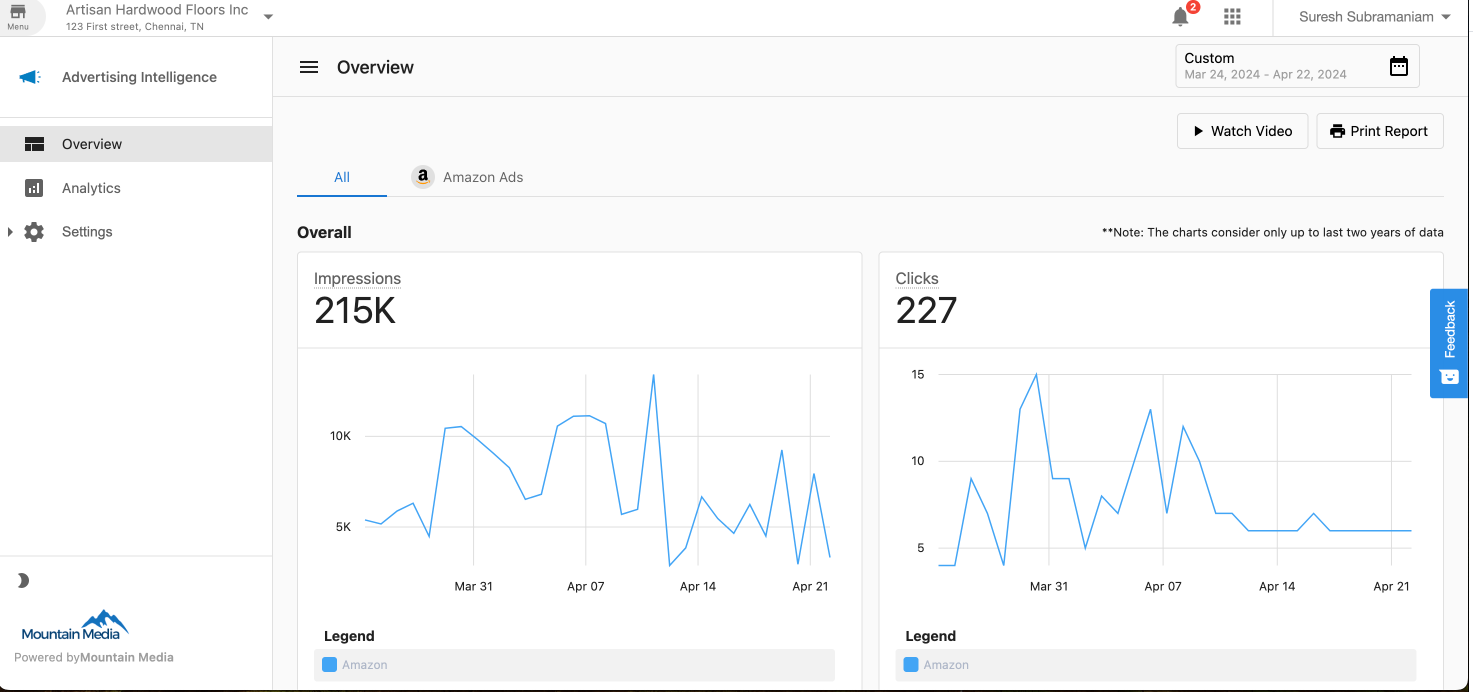 Menu
Artisan Hardwood Floors Inc
123 First street, Chennai, TN
2
Suresh Subramaniam
Advertising Intelligence
Overview
Analytics
Settings
Mountain Media
Powered byMountain Media
Overview
Custom
Mar 24, 2024 - Apr 22, 2024
Watch Video
Print Report
All
a
Amazon Ads
Overall
**Note: The charts consider only up to last two years of data
Impressions
215K
10K
5K
Mar 31 Apr 07 Apr 14 Apr 21
Legend
Amazon
Clicks
227
15
10
5
Mar 31 Apr 07 Apr 14 Apr 21
Legend
Amazon
Feedback